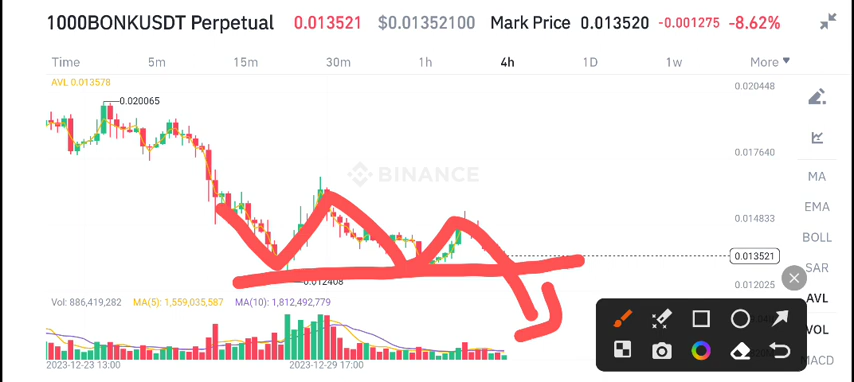 1000BONKUSDT Perpetual 0.013521 $0.01352100 Mark Price 0.013520 -0.001275 -8.62%
Time 5m 15m 30m 1h 4h 1D 1w More
AVL 0.013578
0.020448
0.020065
0.017640
BINANCE
MA
EMA
0.014833
BOLL
0.013521
SAR
0.012408
0.012025
AVL
Vol: 886,419,282 MA(5): 1,559,035,587 MA(10): 1,812,492,779
VOL
MACD
2023-12-23 13:00 2023-12-29 17:00